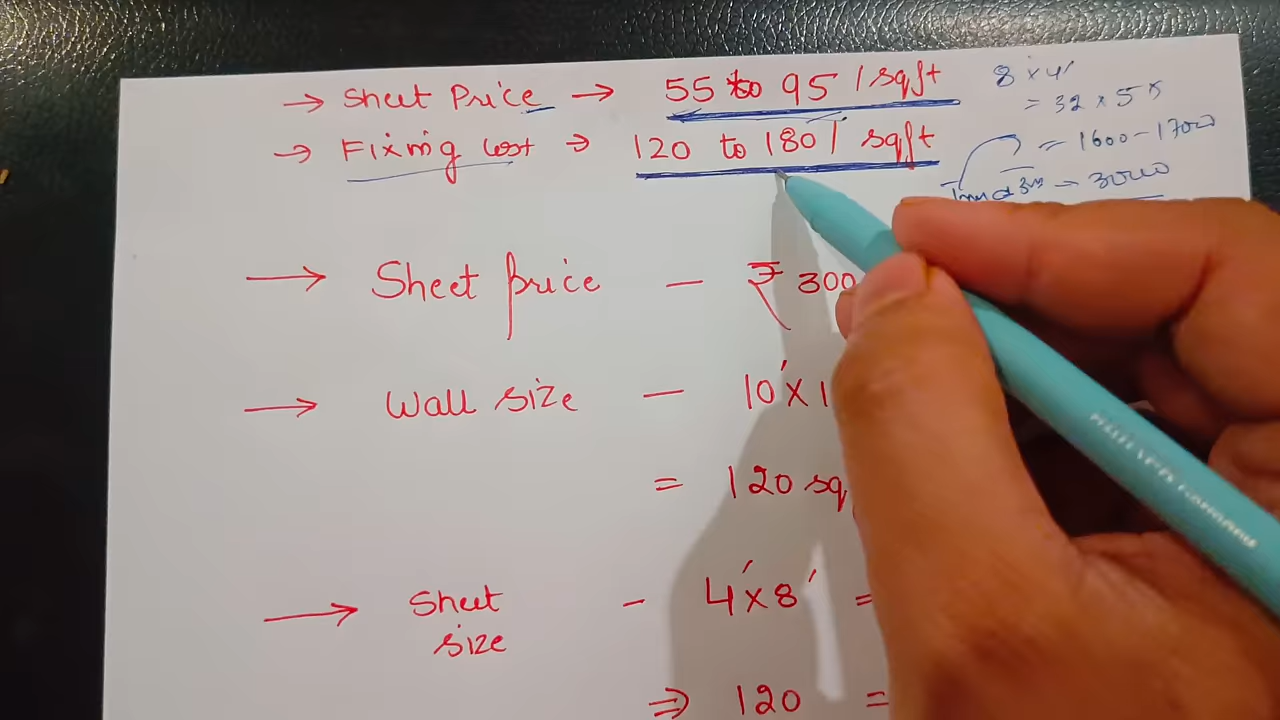 → Sheet Price → 55 to 95 / sqft
→ Fixing Cost → 120 to 180 / sqft
8'×4'
= 32 × 55
= 1600 - 1700
→ 3000
→ Sheet price - ₹ 300
→ Wall size - 10'×1
= 120 sq
→ Sheet size - 4'×8' =
⇒ 120 =